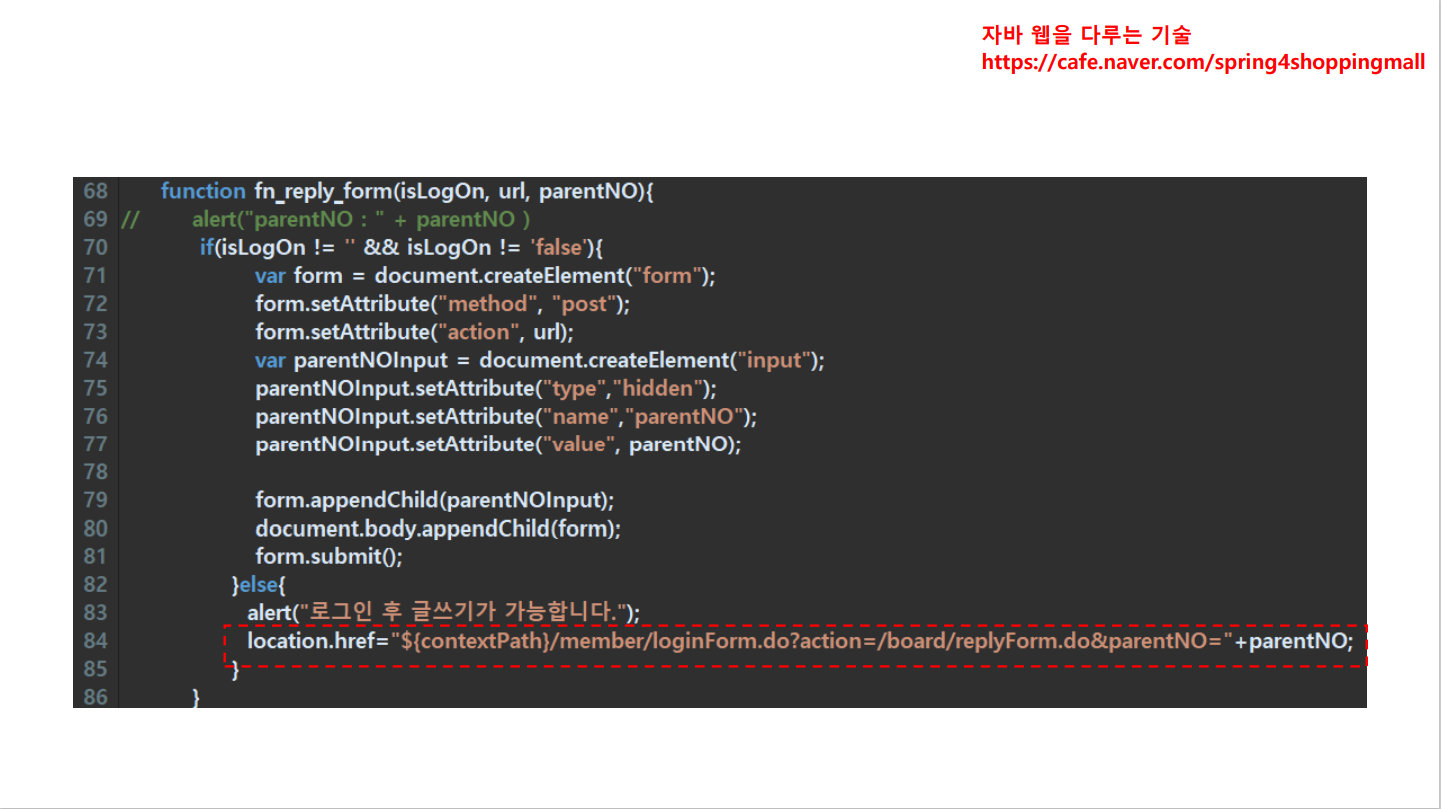 자바 웹을 다루는 기술
https://cafe.naver.com/spring4shoppingmall
68 function fn_reply_form(isLogOn, url, parentNO){
69 // alert("parentNO : " + parentNO )
70 if(isLogOn != '' && isLogOn != 'false'){
71 var form = document.createElement("form");
72 form.setAttribute("method", "post");
73 form.setAttribute("action", url);
74 var parentNOInput = document.createElement("input");
75 parentNOInput.setAttribute("type","hidden");
76 parentNOInput.setAttribute("name","parentNO");
77 parentNOInput.setAttribute("value", parentNO);
78
79 form.appendChild(parentNOInput);
80 document.body.appendChild(form);
81 form.submit();
82 }else{
83 alert("로그인 후 글쓰기가 가능합니다.");
84 location.href="${contextPath}/member/loginForm.do?action=/board/replyForm.do&parentNO="+parentNO;
85 }
86 }